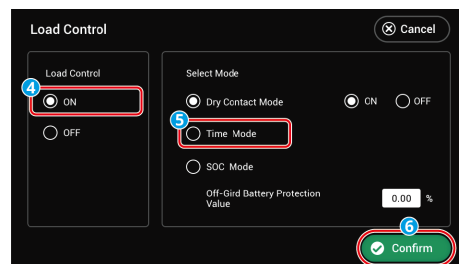 Load Control
Cancel
Load Control
4
ON
OFF
Select Mode
Dry Contact Mode
ON
OFF
5
Time Mode
SOC Mode
Off-Gird Battery Protection
Value
0.00 %
6
Confirm